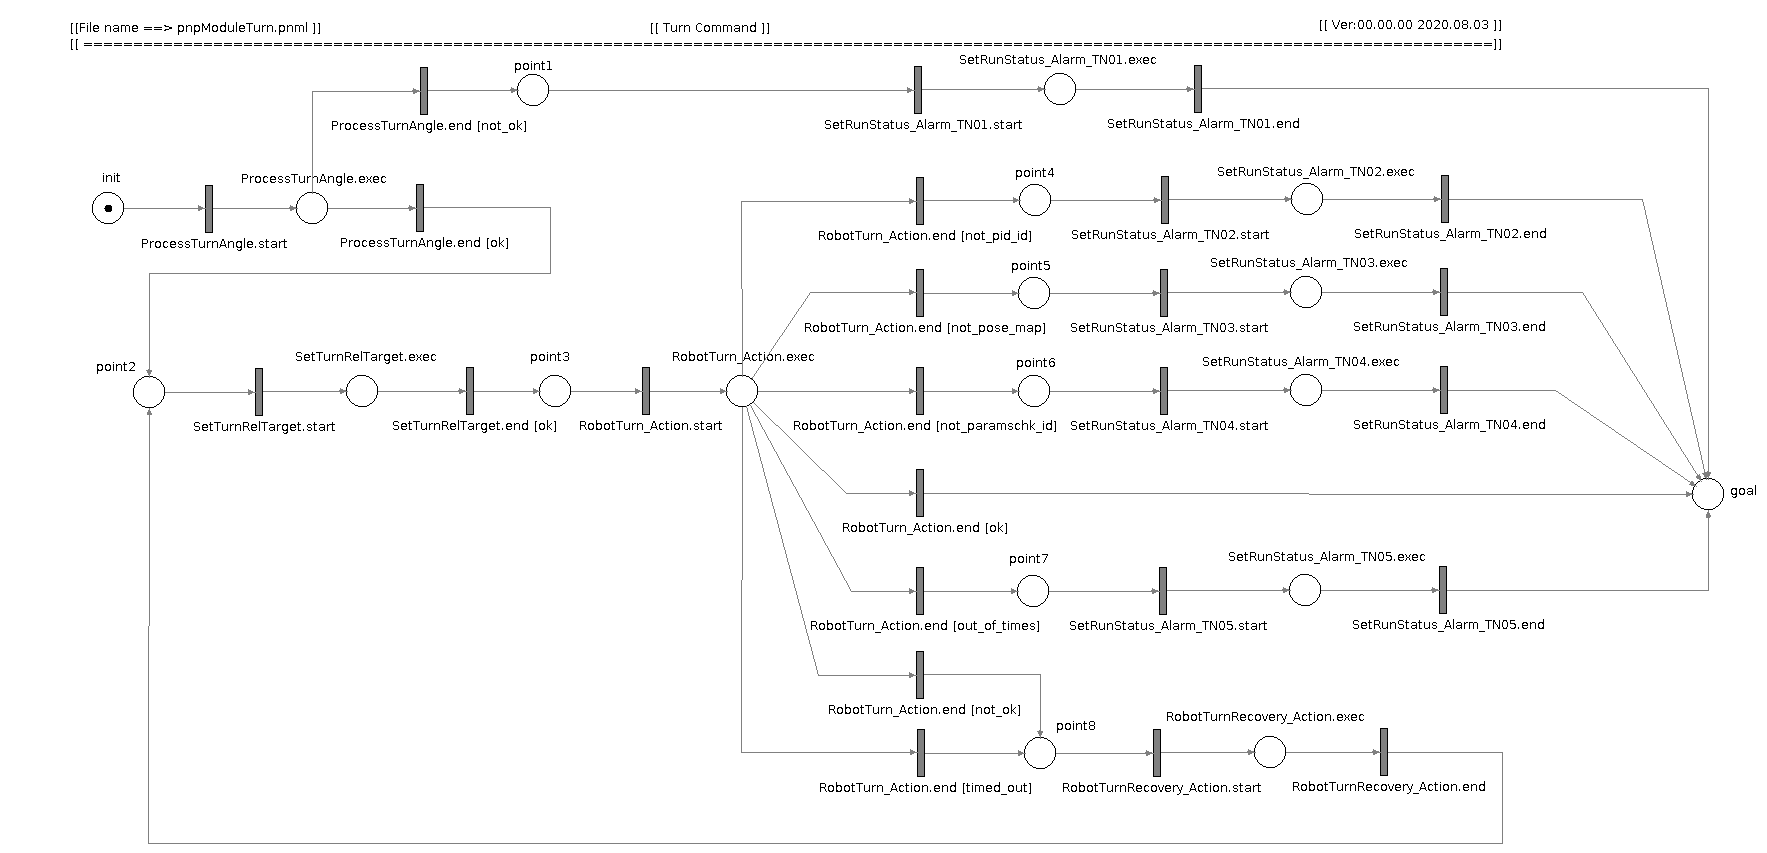 [[File name ==> pnpModuleTurn.pnml ]]
[[ Turn Command ]]
[[ Ver:00.00.00 2020.08.03 ]]
[[ =============================================================================================================================================]]
point1
SetRunStatus_Alarm_TN01.exec
ProcessTurnAngle.end [not_ok]
SetRunStatus_Alarm_TN01.start
SetRunStatus_Alarm_TN01.end
init
ProcessTurnAngle.exec
ProcessTurnAngle.start
ProcessTurnAngle.end [ok]
point4
SetRunStatus_Alarm_TN02.exec
RobotTurn_Action.end [not_pid_id]
SetRunStatus_Alarm_TN02.start
SetRunStatus_Alarm_TN02.end
point5
SetRunStatus_Alarm_TN03.exec
RobotTurn_Action.end [not_pose_map]
SetRunStatus_Alarm_TN03.start
SetRunStatus_Alarm_TN03.end
point2
SetTurnRelTarget.exec
point3
RobotTurn_Action.exec
point6
SetRunStatus_Alarm_TN04.exec
SetTurnRelTarget.start
SetTurnRelTarget.end [ok]
RobotTurn_Action.start
RobotTurn_Action.end [not_paramschk_id]
SetRunStatus_Alarm_TN04.start
SetRunStatus_Alarm_TN04.end
goal
RobotTurn_Action.end [ok]
point7
SetRunStatus_Alarm_TN05.exec
RobotTurn_Action.end [out_of_times]
SetRunStatus_Alarm_TN05.start
SetRunStatus_Alarm_TN05.end
RobotTurn_Action.end [not_ok]
point8
RobotTurnRecovery_Action.exec
RobotTurn_Action.end [timed_out]
RobotTurnRecovery_Action.start
RobotTurnRecovery_Action.end